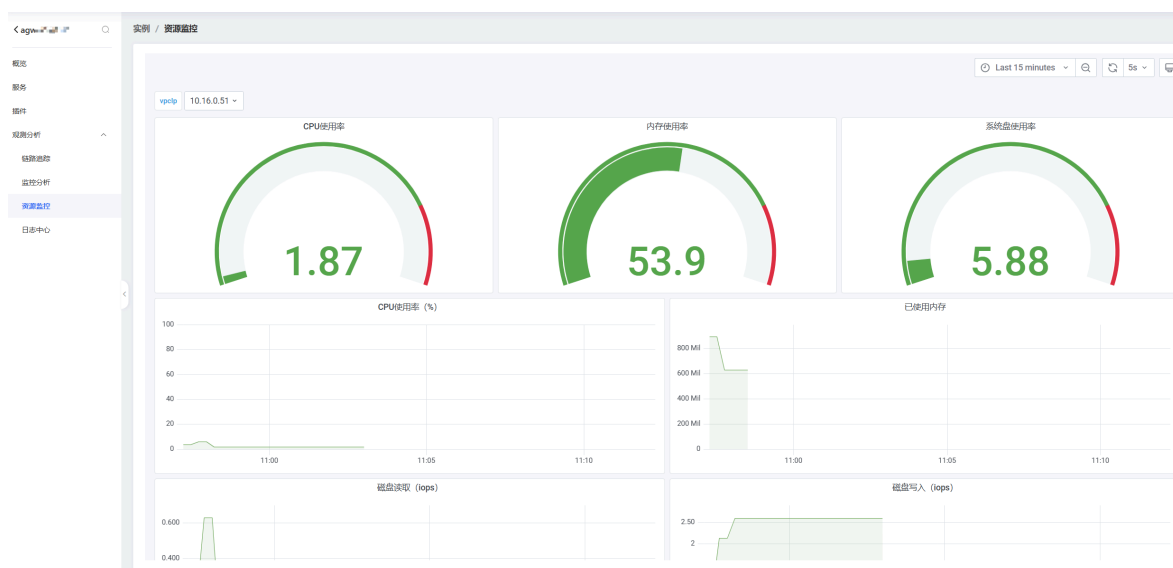 实例 / 资源监控
概览
服务
插件
观测分析
链路追踪
监控分析
资源监控
日志中心
Last 15 minutes
5s
vpcIp
10.16.0.51
CPU使用率
1.87
内存使用率
53.9
系统盘使用率
5.88
CPU使用率（%）
100
80
60
40
20
0
11:00
11:05
11:10
已使用内存
800 Mil
600 Mil
400 Mil
200 Mil
0
11:00
11:05
11:10
磁盘读取（iops）
0.600
0.400
磁盘写入（iops）
2.50
2